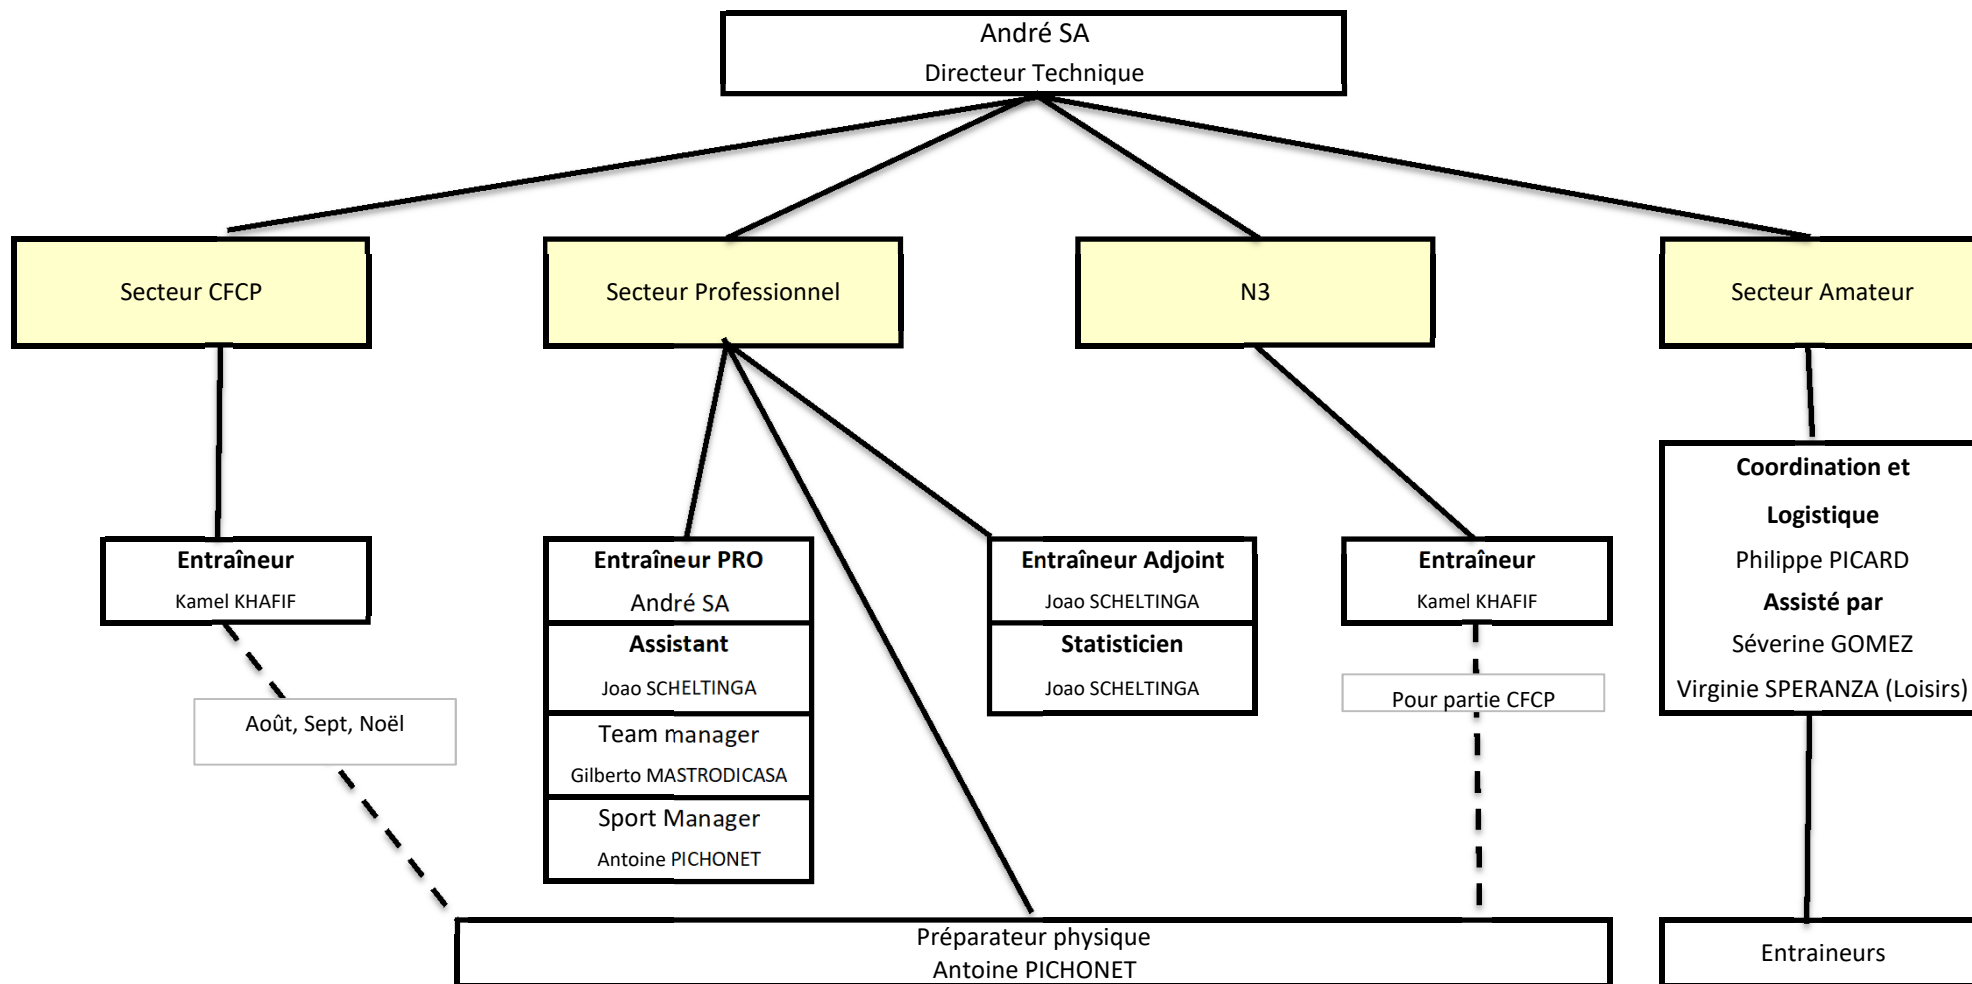 André SA
Directeur Technique
Secteur CFCP
Secteur Professionnel
N3
Secteur Amateur
Entraîneur
Kamel KHAFIF
Août, Sept, Noël
Entraîneur PRO
André SA
Assistant
Joao SCHELTINGA
Team manager
Gilberto MASTRODICASA
Sport Manager
Antoine PICHONET
Entraîneur Adjoint
Joao SCHELTINGA
Statisticien
Joao SCHELTINGA
Entraîneur
Kamel KHAFIF
Pour partie CFCP
Coordination et
Logistique
Philippe PICARD
Assisté par
Séverine GOMEZ
Virginie SPERANZA (Loisirs)
Préparateur physique
Antoine PICHONET
Entraineurs